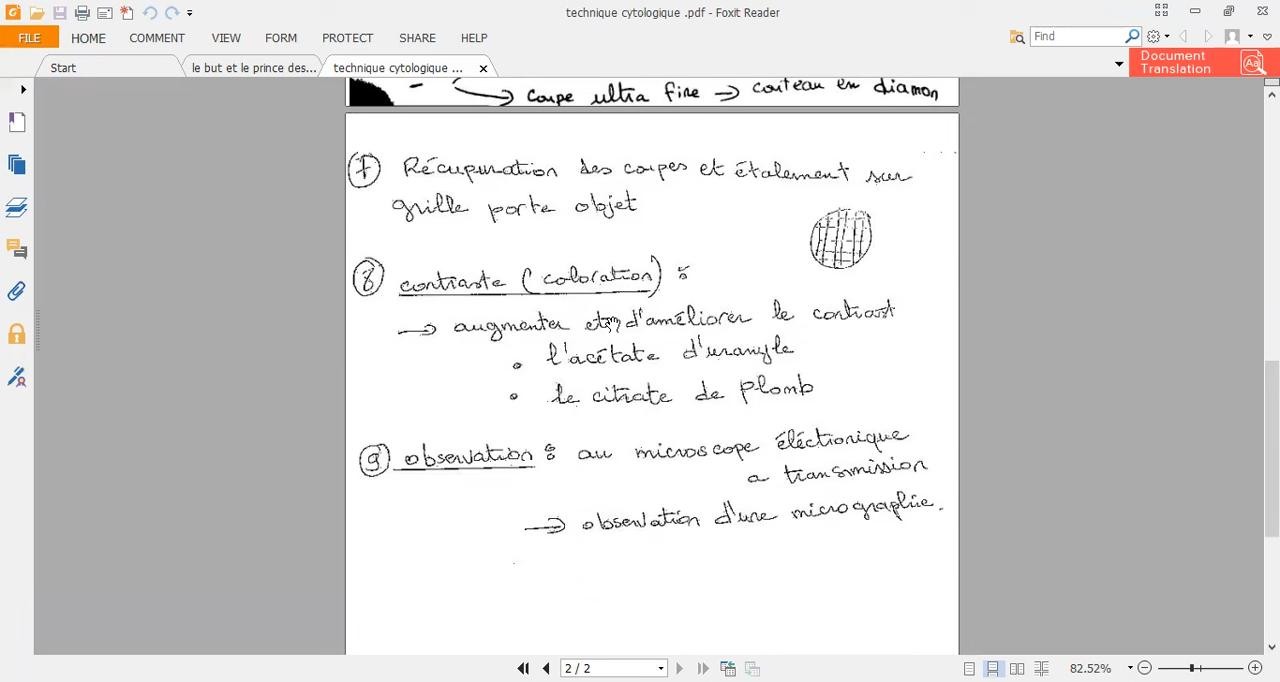 technique cytologique .pdf - Foxit Reader
FILE HOME COMMENT VIEW FORM PROTECT SHARE HELP
Find
Document Translation
Start
le but et le prince des...
technique cytologique ...
→ coupe ultra fine → couteau en diamon
⑦ Récupuration des coupes et étalement sur
grille porte objet
⑧ contraste (coloration) :
→ augmenter et d'améliorer le contrast
• l'acétate d'uranyle
• le citrate de plomb
⑨ observation : au microscope éléctronique
a transmission
→ observation d'une micrographie.
2 / 2
82.52%